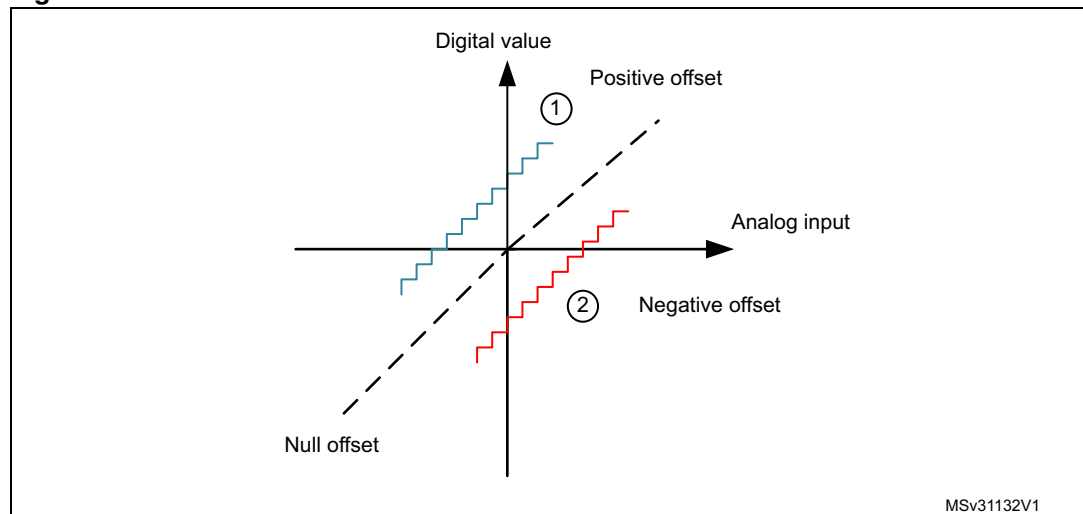 Digital value
Positive offset
1
Analog input
2
Negative offset
Null offset
MSv31132V1